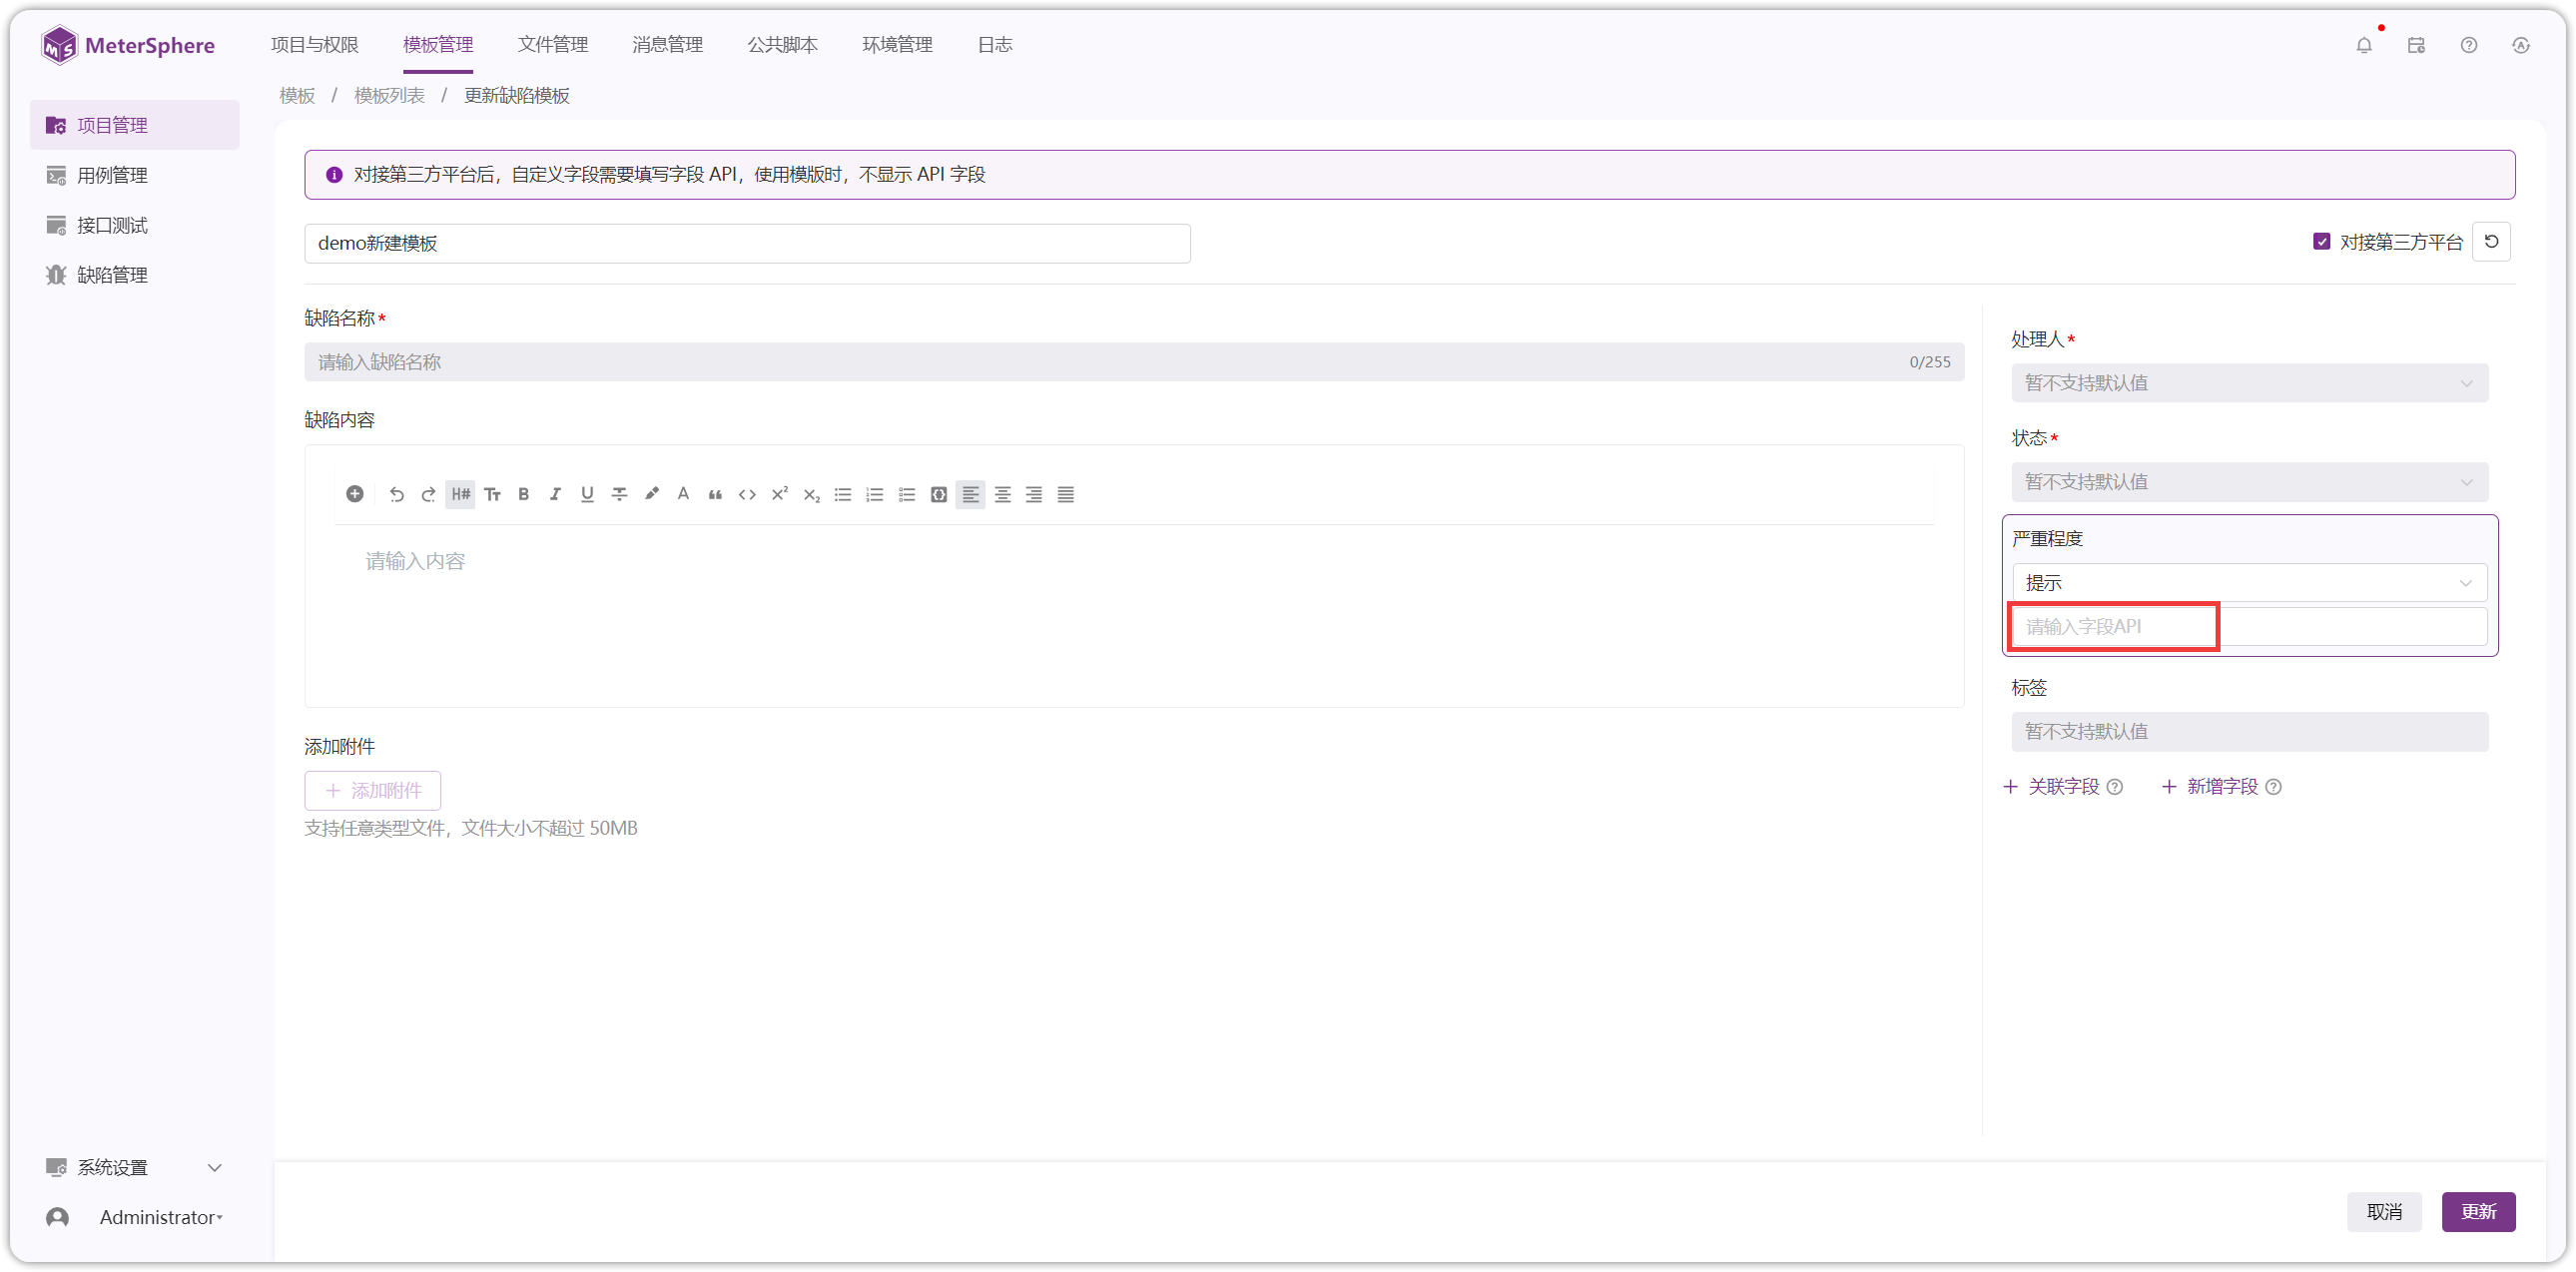 MeterSphere
项目与权限 模板管理 文件管理 消息管理 公共脚本 环境管理 日志
模板 / 模板列表 / 更新缺陷模板
项目管理
用例管理
接口测试
缺陷管理
对接第三方平台后，自定义字段需要填写字段 API，使用模版时，不显示 API 字段
demo新建模板
对接第三方平台
缺陷名称*
请输入缺陷名称 0/255
缺陷内容
请输入内容
添加附件
+ 添加附件
支持任意类型文件，文件大小不超过 50MB
处理人*
暂不支持默认值
状态*
暂不支持默认值
严重程度
提示
请输入字段API
标签
暂不支持默认值
+ 关联字段 + 新增字段
系统设置
Administrator
取消 更新